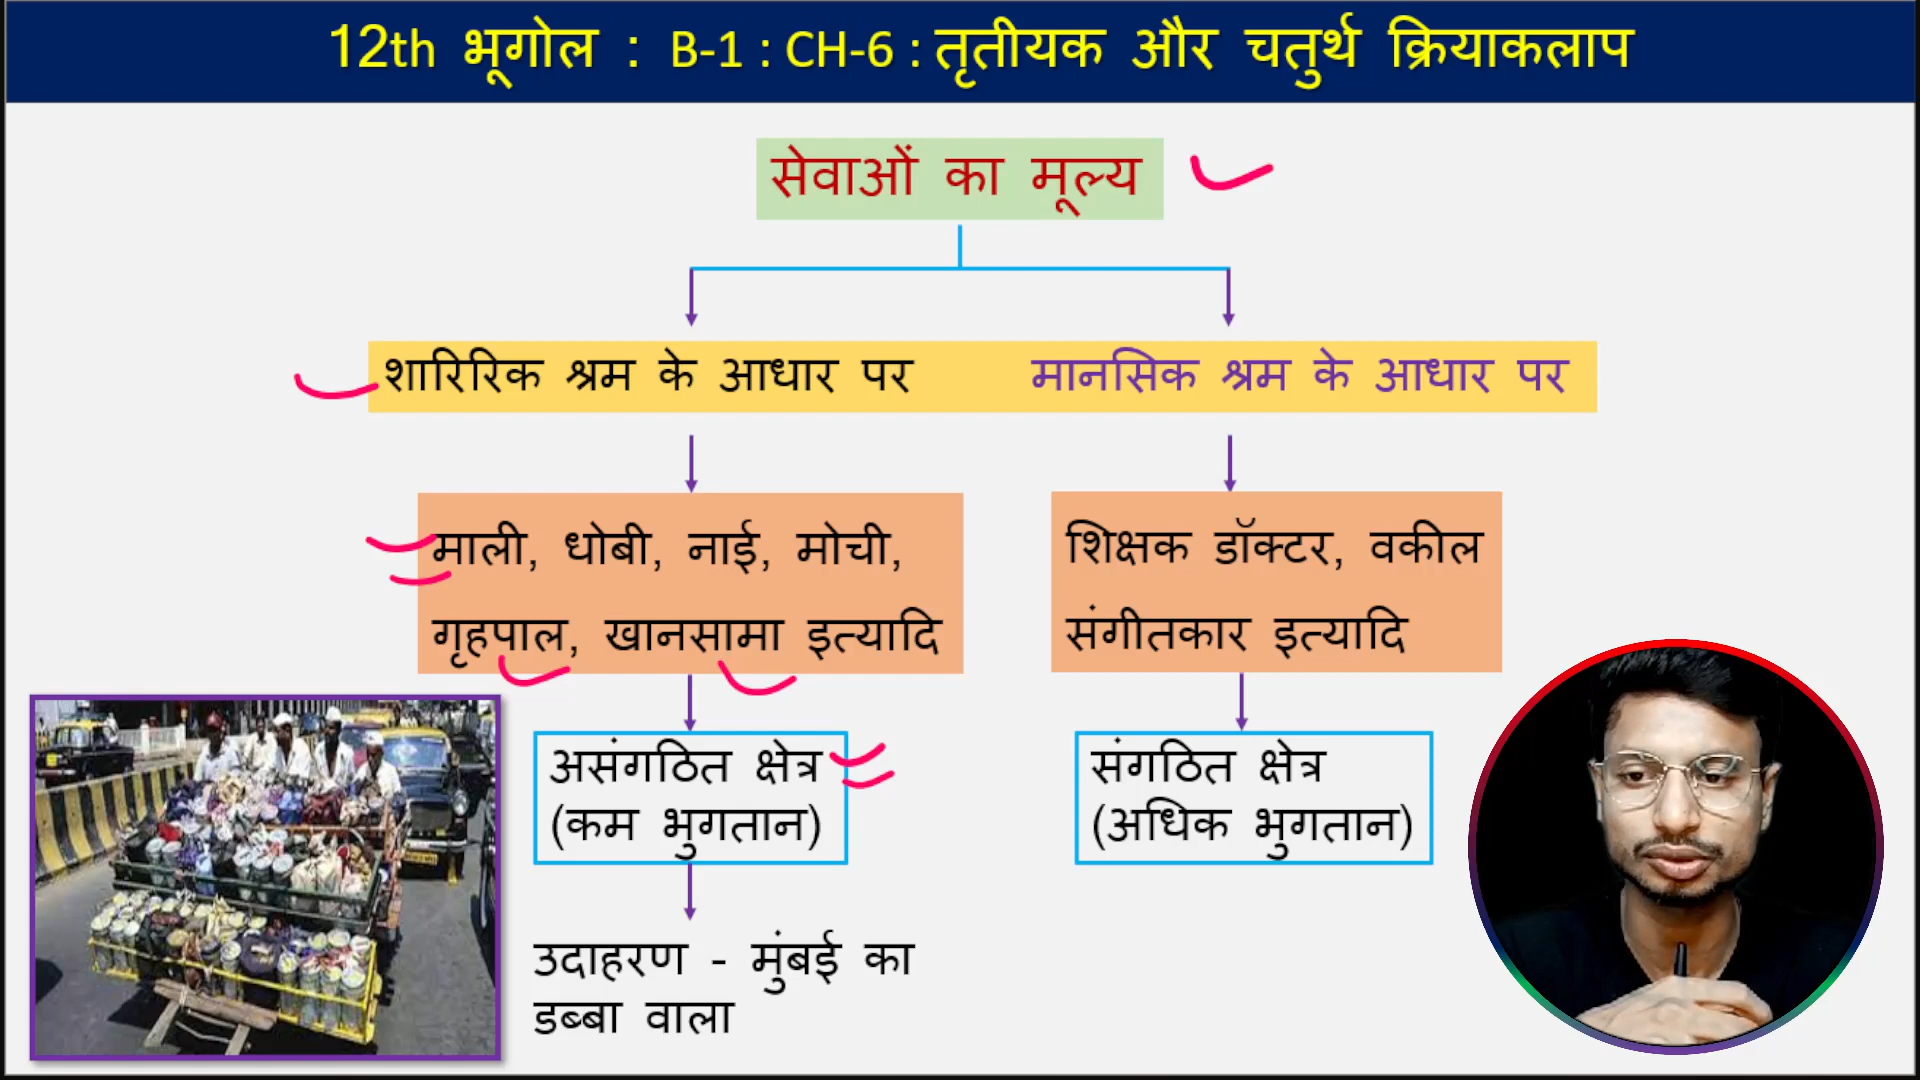 12th भूगोल : B-1 : CH-6 : तृतीयक और चतुर्थ क्रियाकलाप
सेवाओं का मूल्य
शारिरिक श्रम के आधार पर
मानसिक श्रम के आधार पर
माली, धोबी, नाई, मोची,
गृहपाल, खानसामा इत्यादि
शिक्षक डॉक्टर, वकील
संगीतकार इत्यादि
असंगठित क्षेत्र
(कम भुगतान)
संगठित क्षेत्र
(अधिक भुगतान)
उदाहरण - मुंबई का
डब्बा वाला